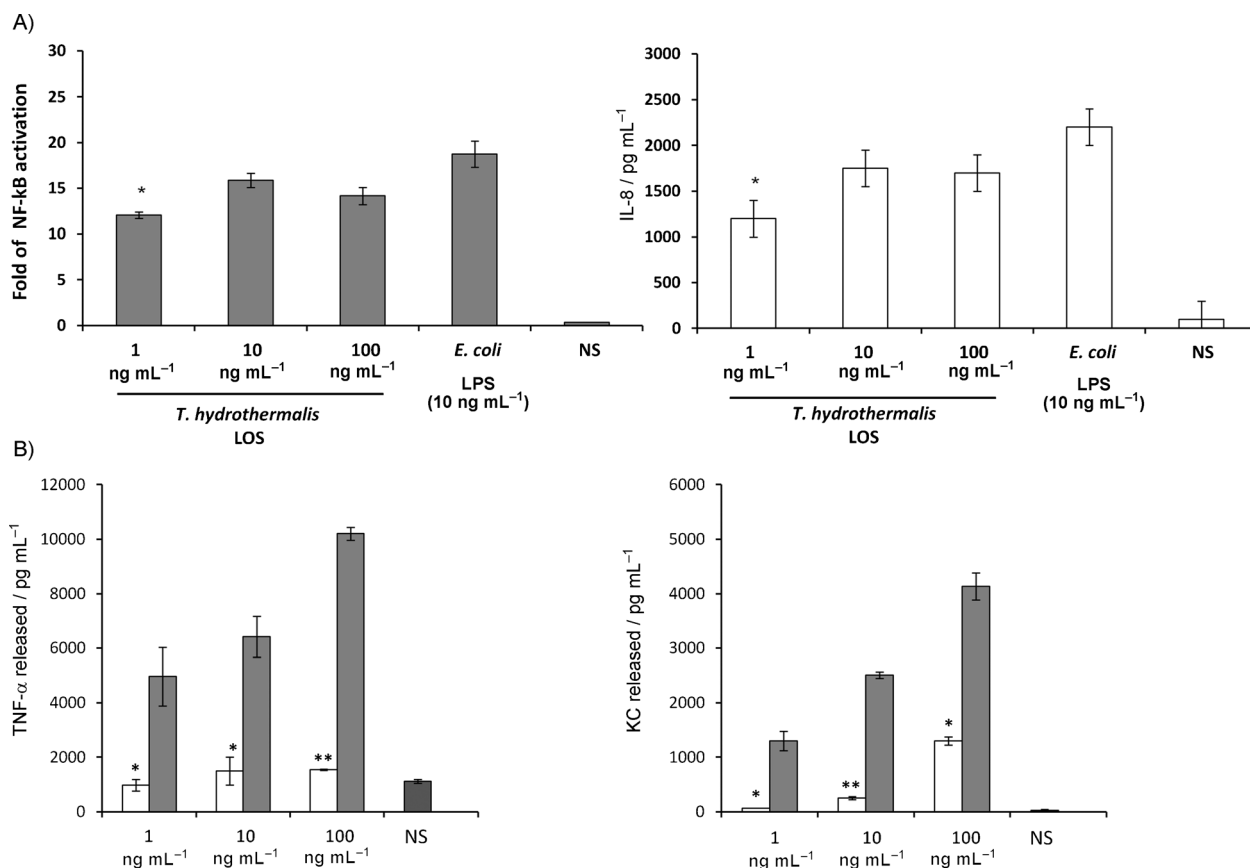 A)
Fold of NF-kB activation
30
25
20
15
10
5
0
*
1
ng mL⁻¹
10
ng mL⁻¹
100
ng mL⁻¹
E. coli
LPS
(10 ng mL⁻¹)
NS
T. hydrothermalis
LOS
IL-8 / pg mL⁻¹
3000
2500
2000
1500
1000
500
0
*
1
ng mL⁻¹
10
ng mL⁻¹
100
ng mL⁻¹
E. coli
LPS
(10 ng mL⁻¹)
NS
T. hydrothermalis
LOS
B)
TNF-α released / pg mL⁻¹
12000
10000
8000
6000
4000
2000
0
*
*
**
1
ng mL⁻¹
10
ng mL⁻¹
100
ng mL⁻¹
NS
KC released / pg mL⁻¹
6000
5000
4000
3000
2000
1000
0
*
**
*
1
ng mL⁻¹
10
ng mL⁻¹
100
ng mL⁻¹
NS